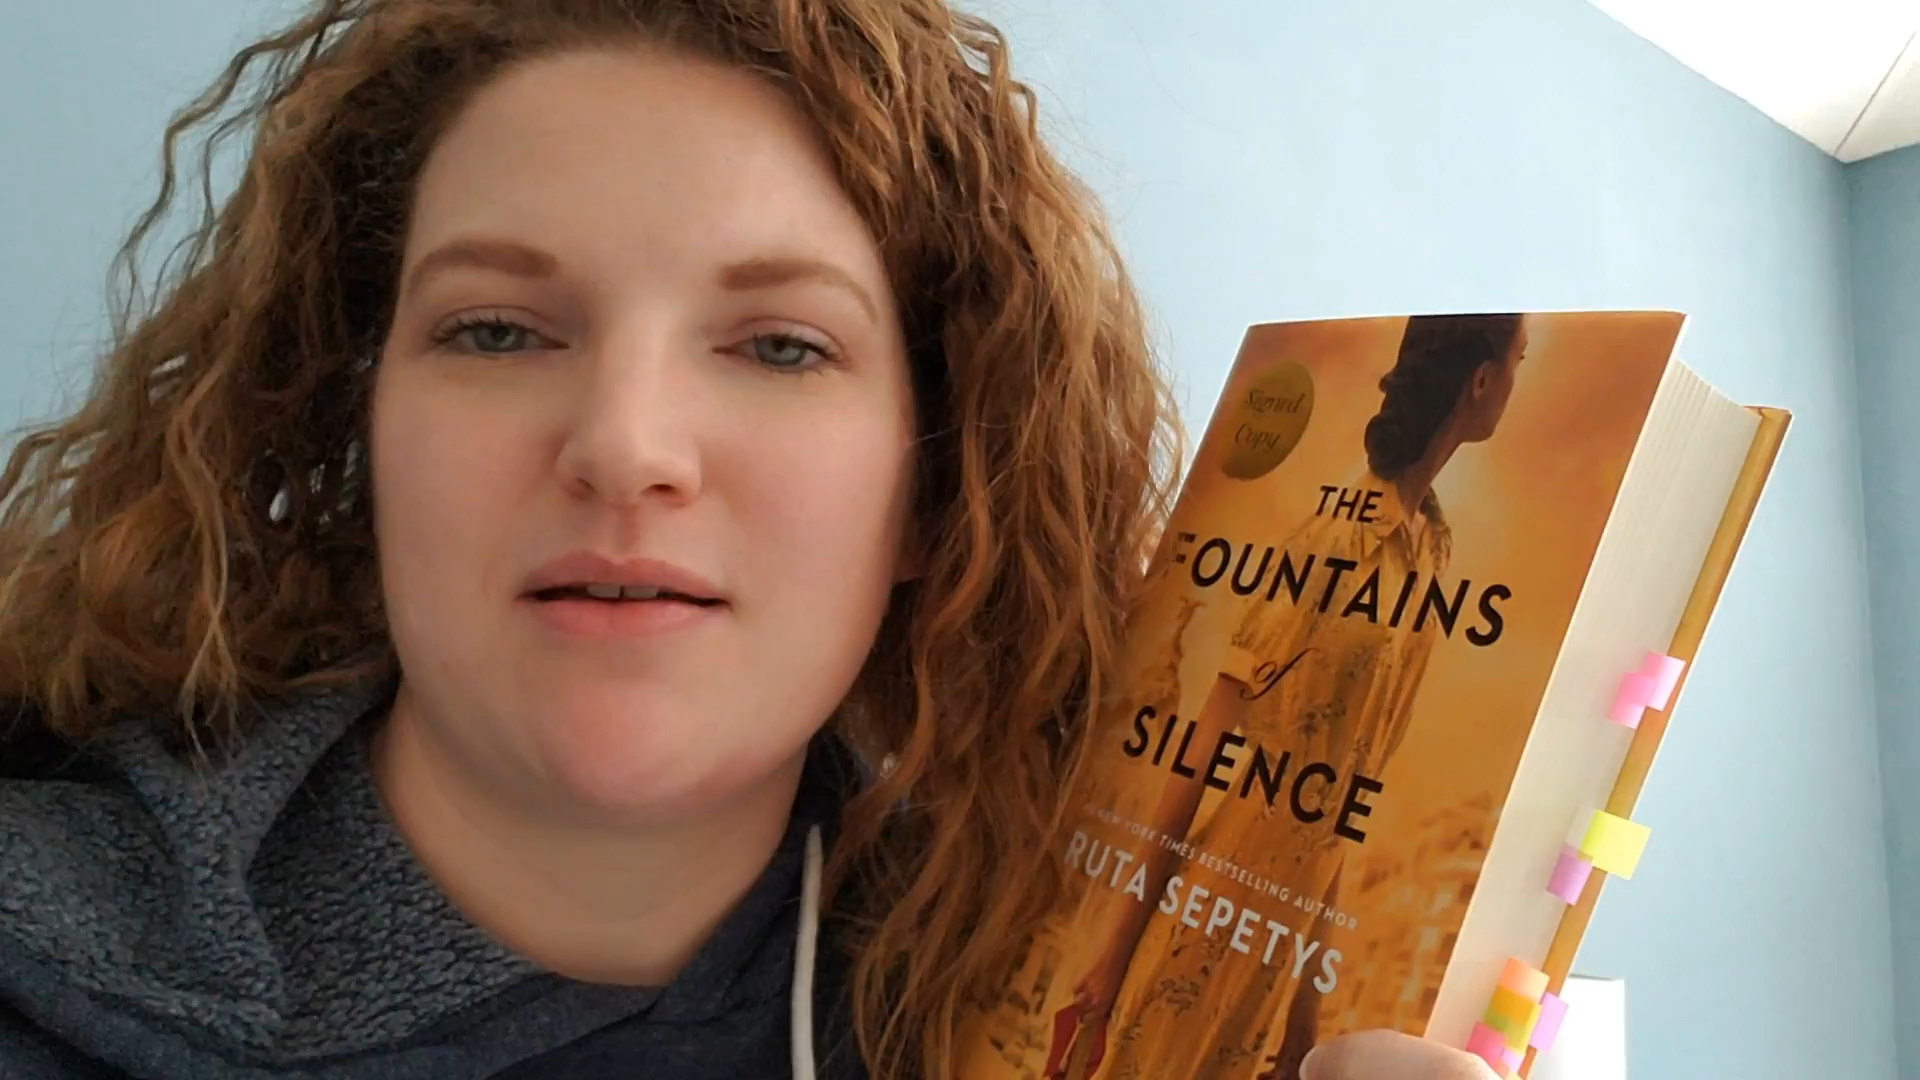 Signed
Copy
THE
FOUNTAINS
of
SILENCE
NEW YORK TIMES BESTSELLING AUTHOR
RUTA SEPETYS